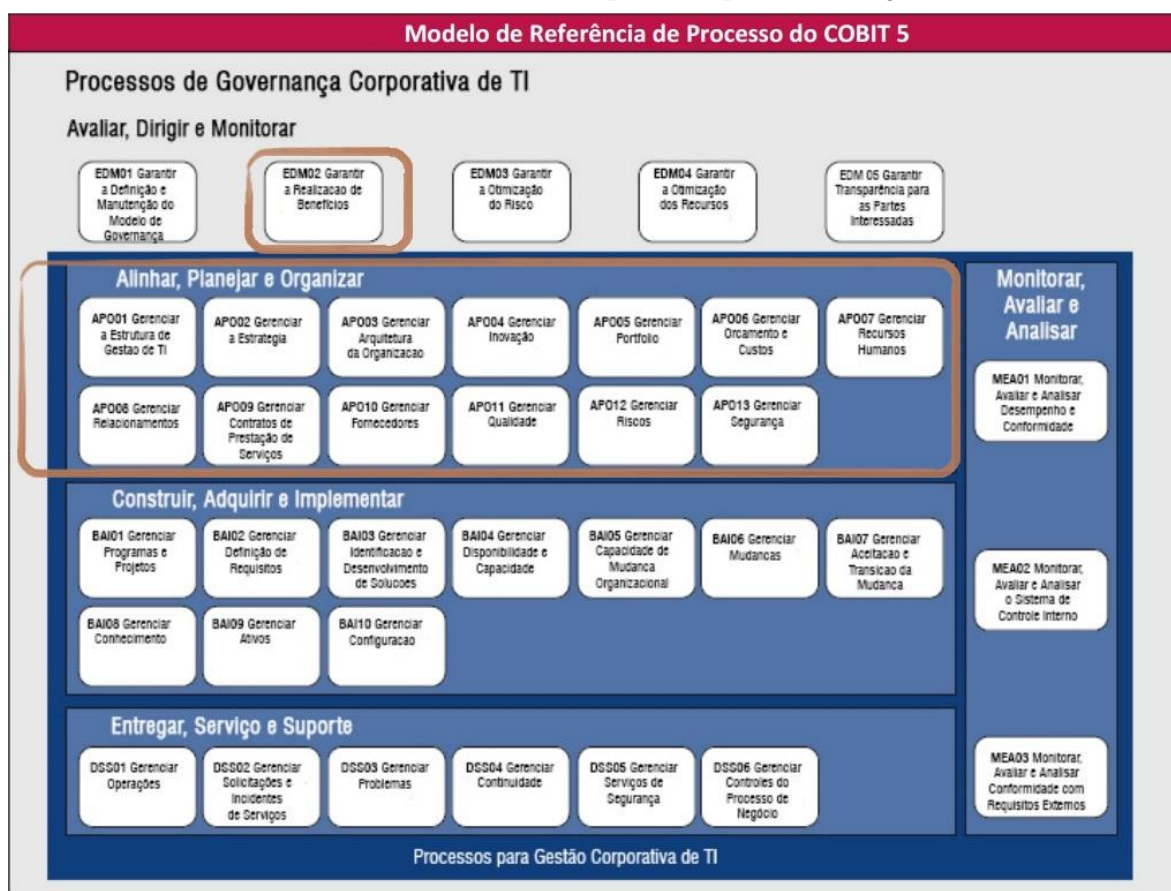 Modelo de Referência de Processo do COBIT 5
Processos de Governança Corporativa de TI
Avaliar, Dirigir e Monitorar
EDM01 Garantir
a Definição e
Manutenção do
Modelo de
Governança
EDM02 Garantir
a Realizacao de
Benefícios
EDM03 Garantir
a Otimização
do Risco
EDM04 Garantir
a Otimização
dos Recursos
EDM 05 Garantir
Transparência para
as Partes
Interessadas
Alinhar, Planejar e Organizar
APO01 Gerenciar
a Estrutura de
Gestao de TI
APO02 Gerenciar
a Estrategia
APO03 Gerenciar
Arquitetura
da Organizacao
APO04 Gerenciar
Inovação
APO05 Gerenciar
Portfolio
APO06 Gerenciar
Orcamento e
Custos
APO07 Gerenciar
Recursos
Humanos
APO08 Gerenciar
Relacionamentos
APO09 Gerenciar
Contratos de
Prestação de
Serviços
APO10 Gerenciar
Fornecedores
APO11 Gerenciar
Qualidade
APO12 Gerenciar
Riscos
APO13 Gerenciar
Segurança
Construir, Adquirir e Implementar
BAI01 Gerenciar
Programas e
Projetos
BAI02 Gerenciar
Definição de
Requisitos
BAI03 Gerenciar
Identificacao e
Desenvolvimento
de Solucoes
BAI04 Gerenciar
Disponibilidade e
Capacidade
BAI05 Gerenciar
Capacidade de
Mudanca
Organizacional
BAI06 Gerenciar
Mudancas
BAI07 Gerenciar
Aceitacao e
Transicao da
Mudanca
BAI08 Gerenciar
Conhecimento
BAI09 Gerenciar
Ativos
BAI10 Gerenciar
Configuracao
Entregar, Serviço e Suporte
DSS01 Gerenciar
Operações
DSS02 Gerenciar
Solicitações e
Incidentes
de Serviços
DSS03 Gerenciar
Problemas
DSS04 Gerenciar
Continuidade
DSS05 Gerenciar
Serviços de
Segurança
DSS06 Gerenciar
Controles do
Processo de
Negócio
Monitorar,
Avaliar e
Analisar
MEA01 Monitorar,
Avaliar e Analisar
Desempenho e
Conformidade
MEA02 Monitorar,
Avaliar e Analisar
o Sistema de
Controle Interno
MEA03 Monitorar,
Avaliar e Analisar
Conformidade com
Requisitos Externos
Processos para Gestão Corporativa de TI